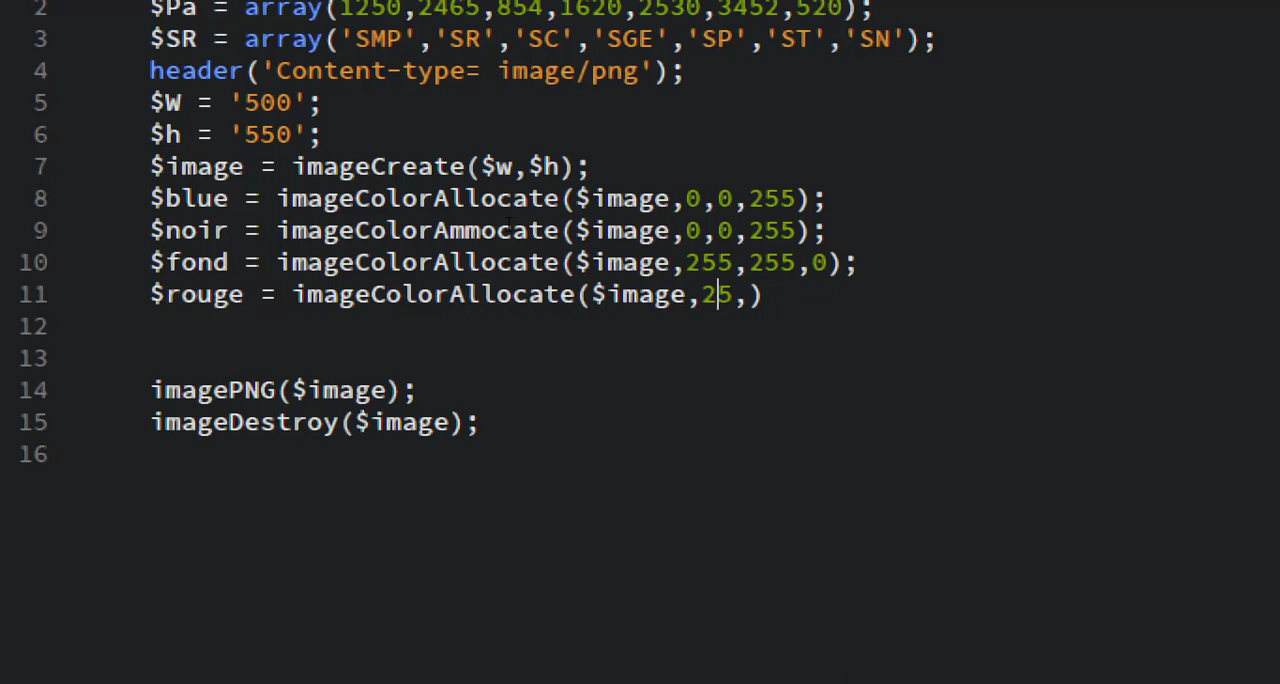 2 $Pa = array(1250,2465,854,1620,2530,3452,520);
3 $SR = array('SMP','SR','SC','SGE','SP','ST','SN');
4 header('Content-type= image/png');
5 $W = '500';
6 $h = '550';
7 $image = imageCreate($w,$h);
8 $blue = imageColorAllocate($image,0,0,255);
9 $noir = imageColorAmmocate($image,0,0,255);
10 $fond = imageColorAllocate($image,255,255,0);
11 $rouge = imageColorAllocate($image,25,)
12
13
14 imagePNG($image);
15 imageDestroy($image);
16